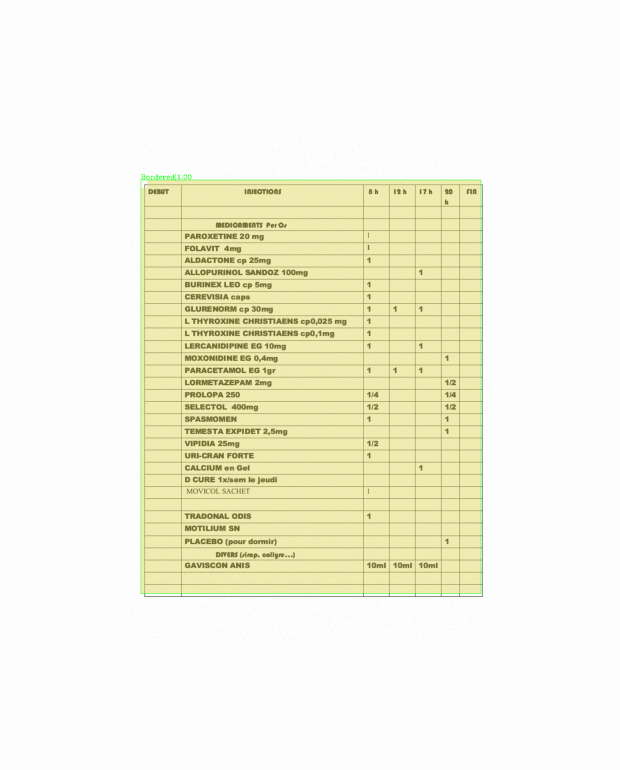 Bordered|1.00
DEBUT INJECTIONS 8 h 12 h 17 h 20 h FIN
MEDICAMENTS Per Os
PAROXETINE 20 mg 1
FOLAVIT 4mg 1
ALDACTONE cp 25mg 1
ALLOPURINOL SANDOZ 100mg 1
BURINEX LEO cp 5mg 1
CEREVISIA caps 1
GLURENORM cp 30mg 1 1 1
L THYROXINE CHRISTIAENS cp0,025 mg 1
L THYROXINE CHRISTIAENS cp0,1mg 1
LERCANIDIPINE EG 10mg 1 1
MOXONIDINE EG 0,4mg 1
PARACETAMOL EG 1gr 1 1 1
LORMETAZEPAM 2mg 1/2
PROLOPA 250 1/4 1/4
SELECTOL 400mg 1/2 1/2
SPASMOMEN 1 1
TEMESTA EXPIDET 2,5mg 1
VIPIDIA 25mg 1/2
URI-CRAN FORTE 1
CALCIUM en Gel 1
D CURE 1x/sem le jeudi
MOVICOL SACHET 1
TRADONAL ODIS 1
MOTILIUM SN
PLACEBO (pour dormir) 1
DIVERS (sirop, collyre...)
GAVISCON ANIS 10ml 10ml 10ml